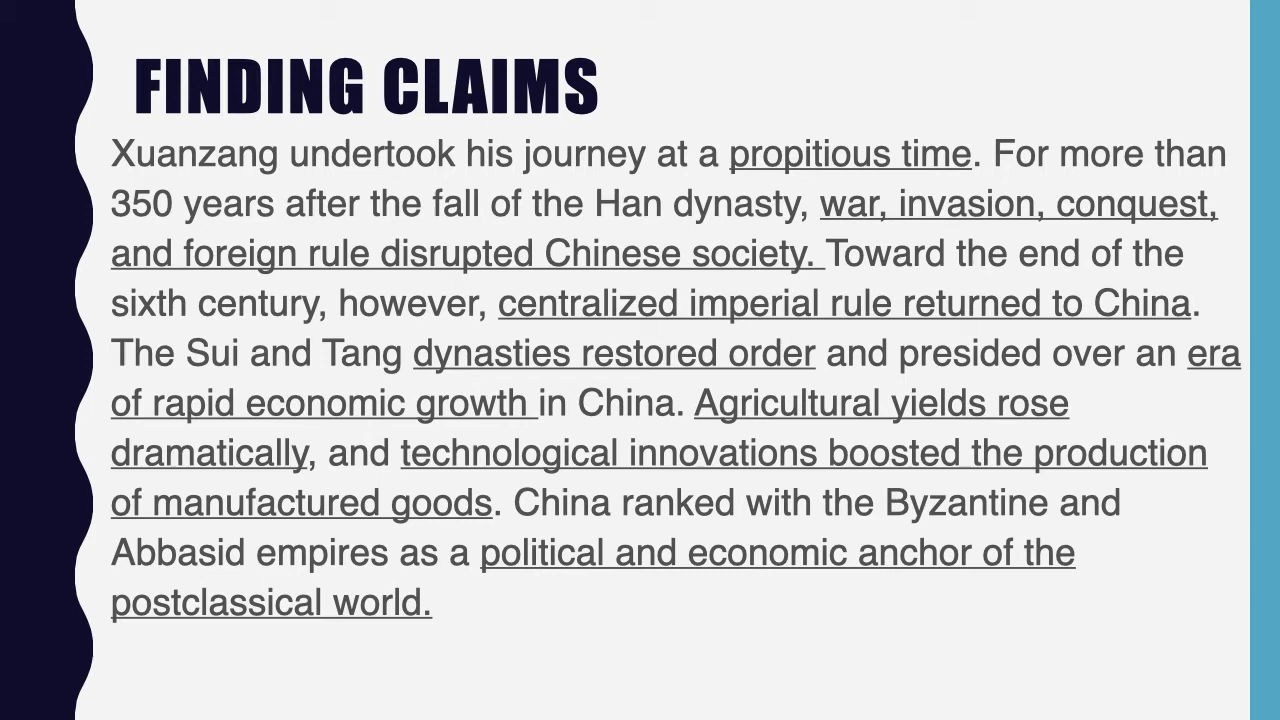 FINDING CLAIMS
Xuanzang undertook his journey at a propitious time. For more than
350 years after the fall of the Han dynasty, war, invasion, conquest,
and foreign rule disrupted Chinese society. Toward the end of the
sixth century, however, centralized imperial rule returned to China.
The Sui and Tang dynasties restored order and presided over an era
of rapid economic growth in China. Agricultural yields rose
dramatically, and technological innovations boosted the production
of manufactured goods. China ranked with the Byzantine and
Abbasid empires as a political and economic anchor of the
postclassical world.